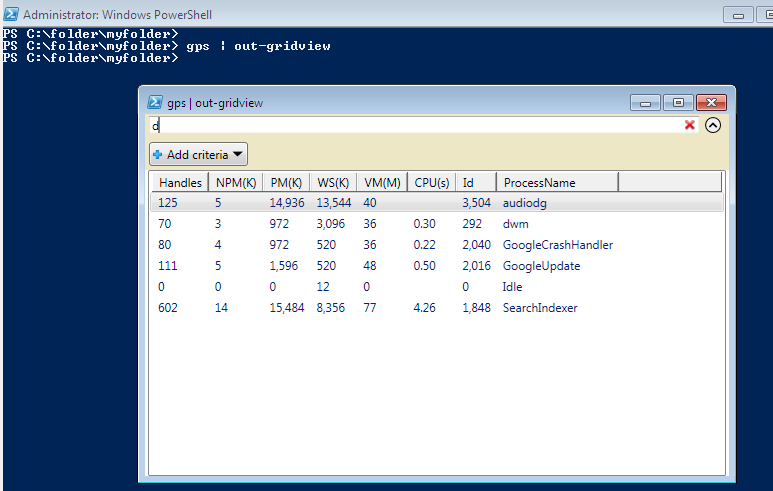 Administrator: Windows PowerShell
PS C:\folder\myfolder>
PS C:\folder\myfolder> gps | out-gridview
PS C:\folder\myfolder>
gps | out-gridview
d
Add criteria
Handles NPM(K) PM(K) WS(K) VM(M) CPU(s) Id ProcessName
125 5 14,936 13,544 40 3,504 audiodg
70 3 972 3,096 36 0.30 292 dwm
80 4 972 520 36 0.22 2,040 GoogleCrashHandler
111 5 1,596 520 48 0.50 2,016 GoogleUpdate
0 0 0 12 0 0 Idle
602 14 15,484 8,356 77 4.26 1,848 SearchIndexer